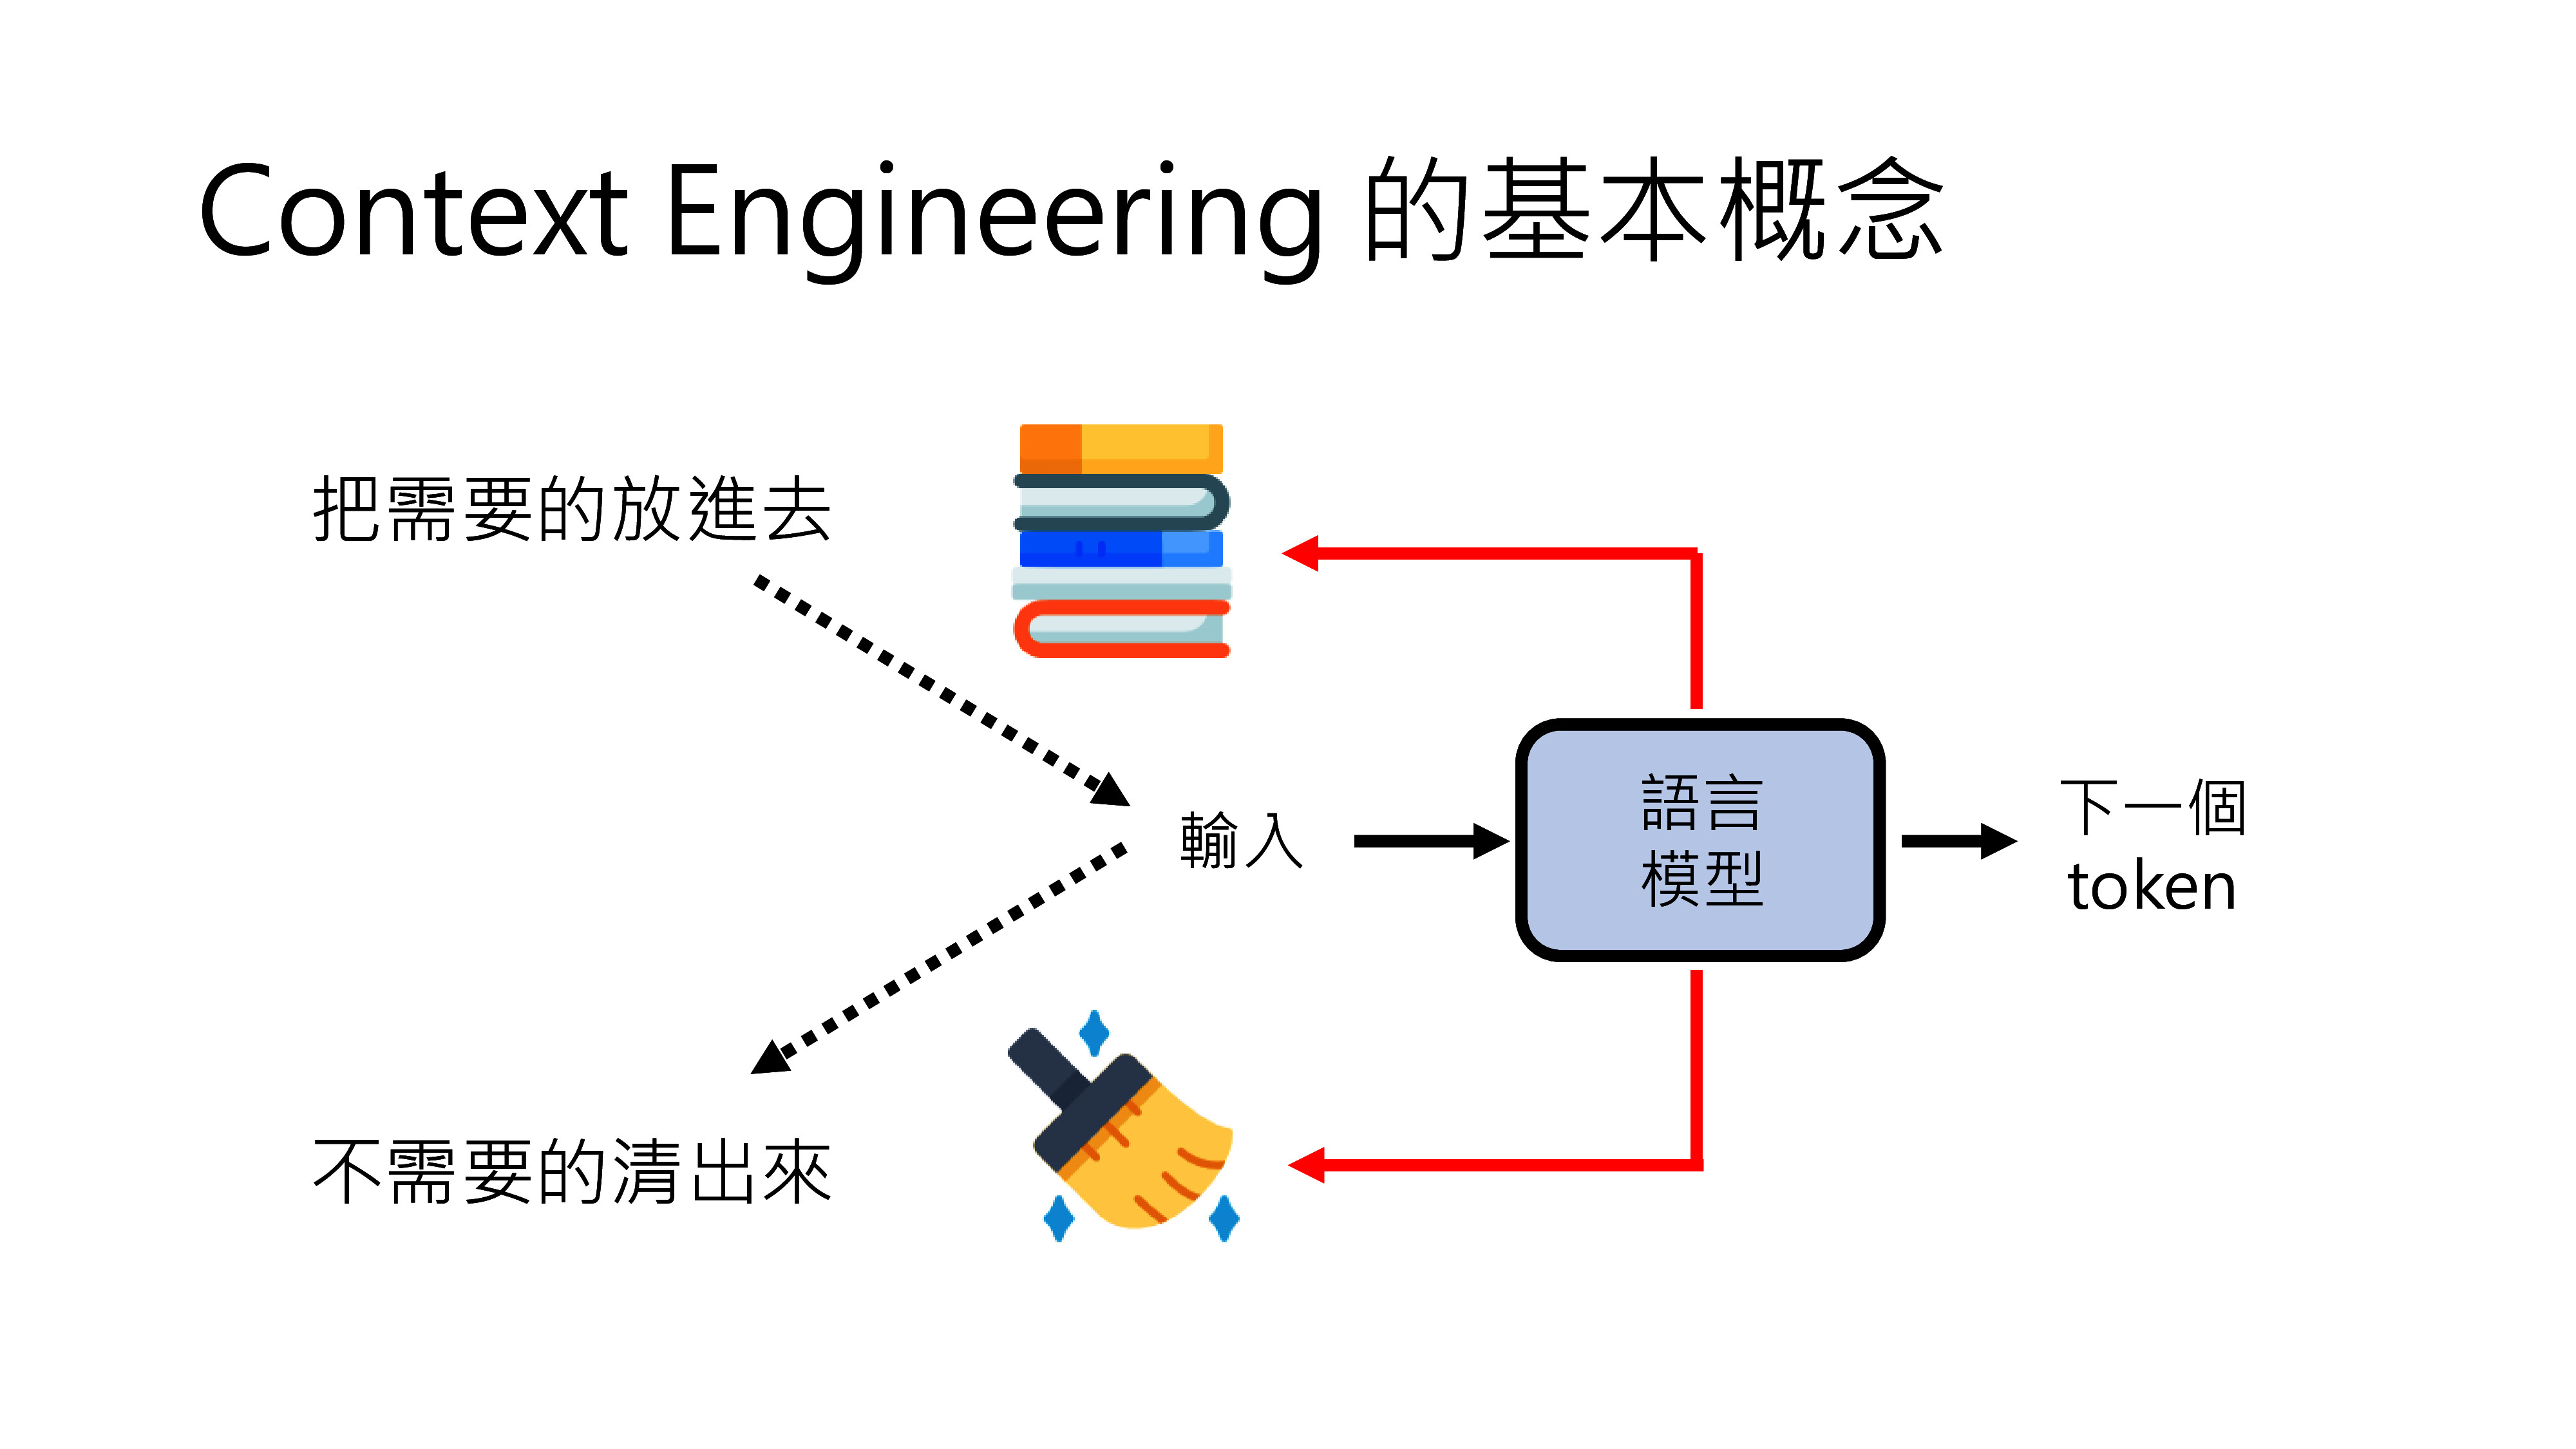 Context Engineering 的基本概念
把需要的放進去
輸入
語言
模型
下一個
token
不需要的清出來